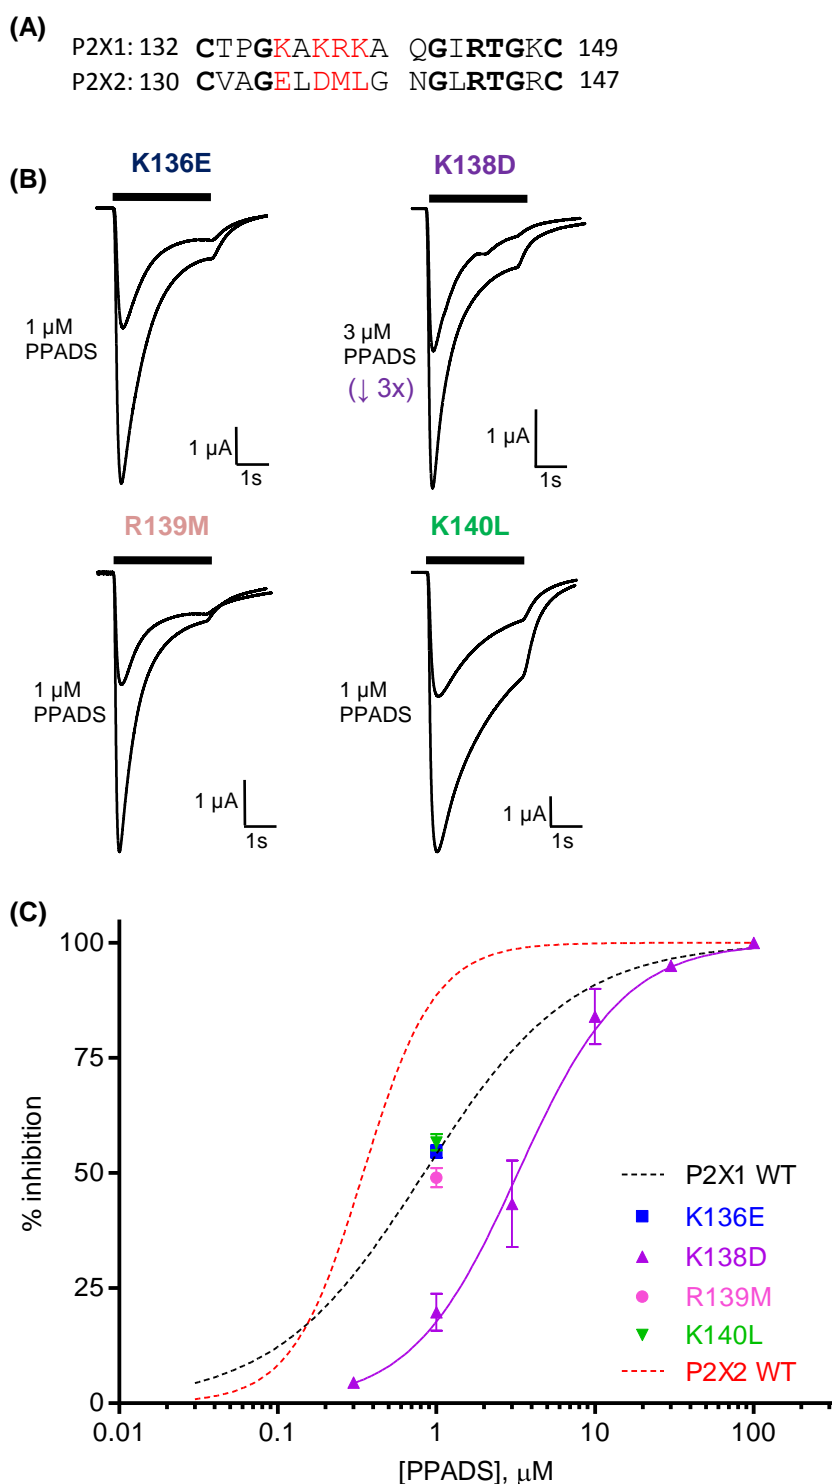 (A)
P2X1: 132 CTPGKAKRKA QGIRTGKC 149
P2X2: 130 CVAGELDMLG NGLRTGRC 147
(B)
K136E
K138D
1 µM
PPADS
3 µM
PPADS
(↓ 3x)
1 µA
1s
1 µA
1s
R139M
K140L
1 µM
PPADS
1 µM
PPADS
1 µA
1s
1 µA
1s
(C)
100
75
50
25
0
% inhibition
P2X1 WT
K136E
K138D
R139M
K140L
P2X2 WT
0.01
0.1
1
10
100
[PPADS], µM